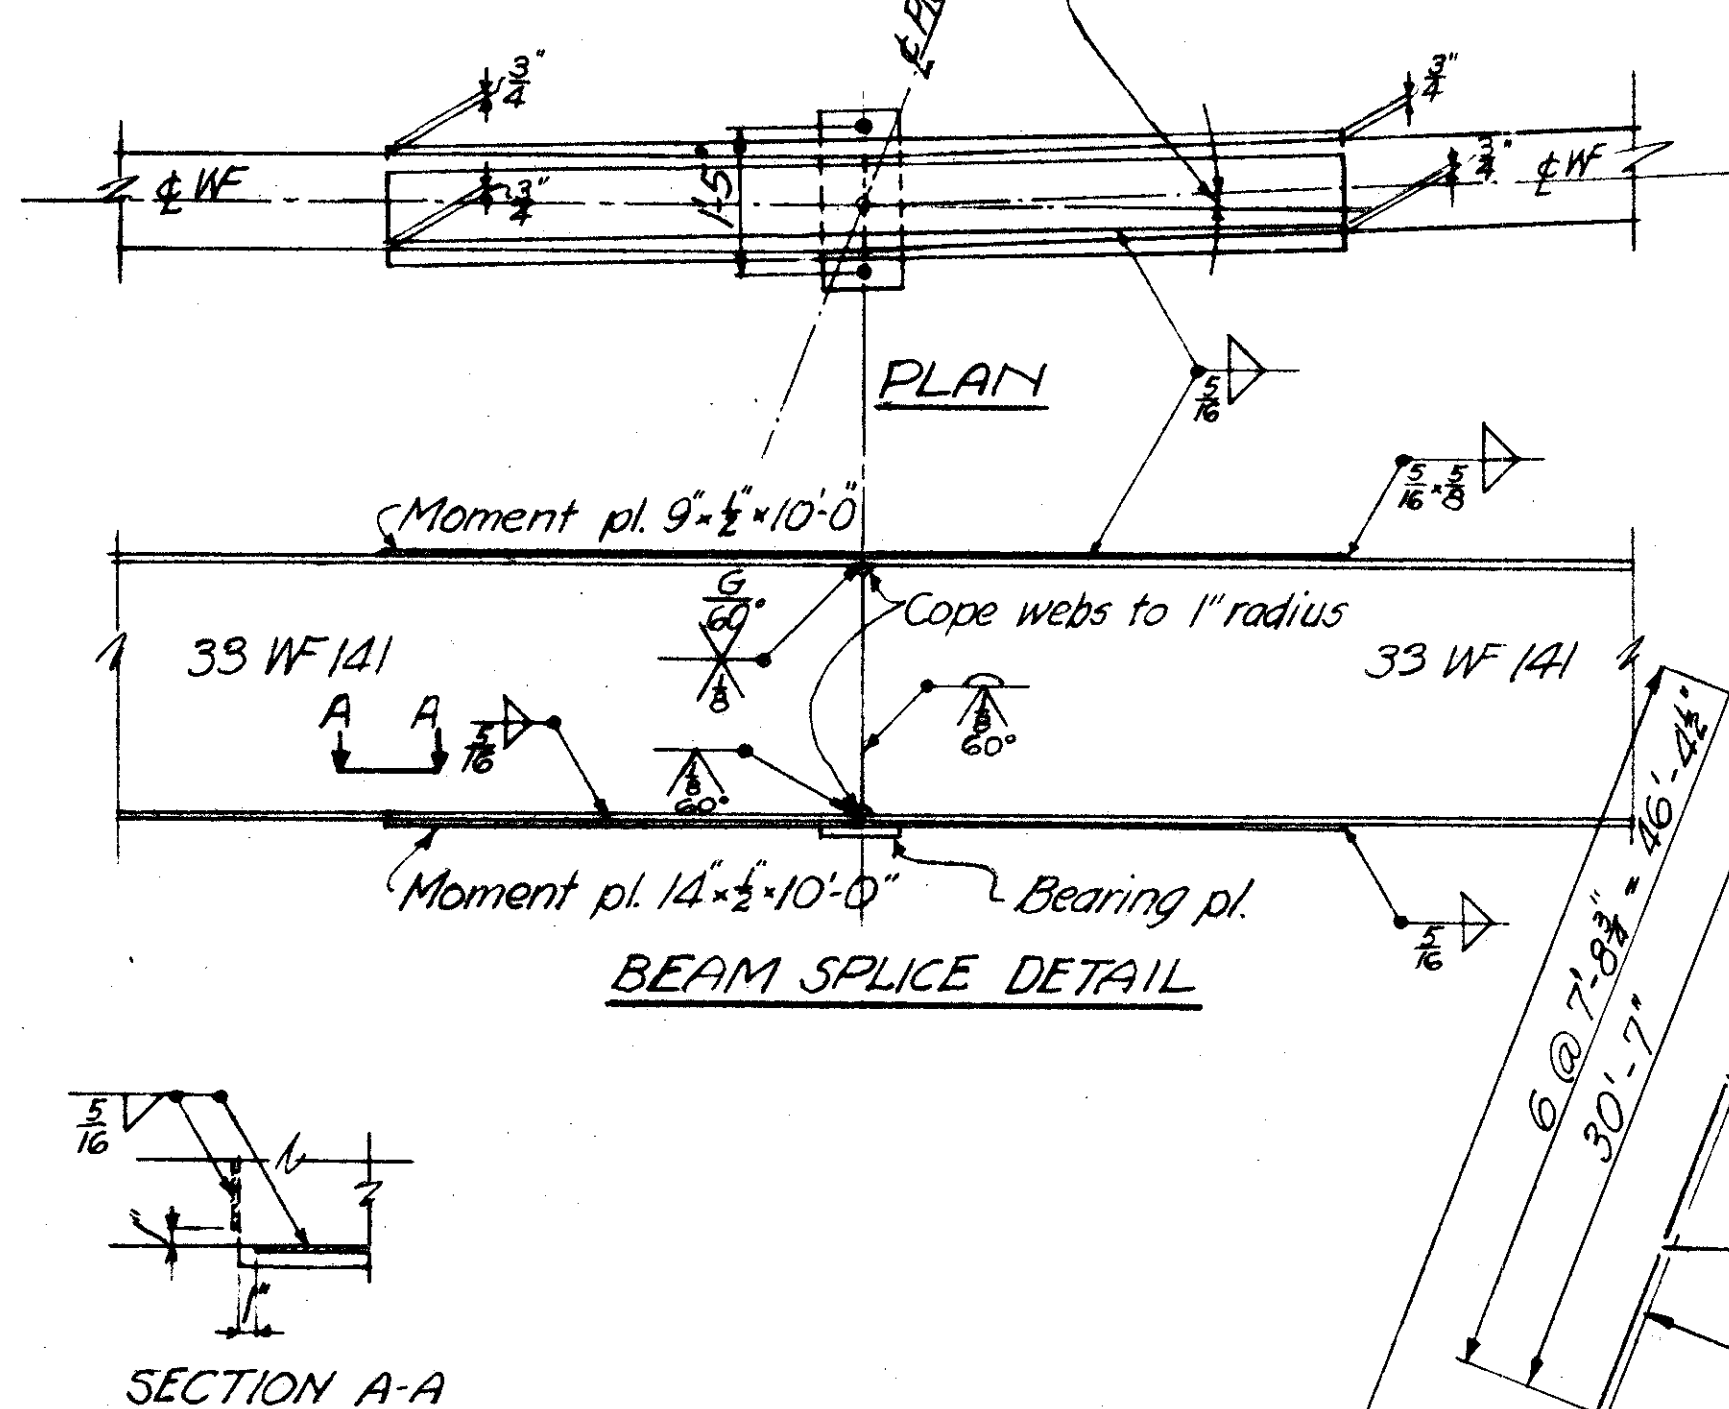 3/4"
3/4"
℄ P
℄ WF
3/4"
1'-5"
3/4"
℄ WF
PLAN
5/16
5/16 x 5/8
Moment pl. 9" x 1/2" x 10'-0"
G
60°
1/8
Cope webs to 1" radius
33 WF 141
33 WF 141
A A
5/16
1/8
60°
1/8
60°
Moment pl. 14" x 1/2" x 10'-0"
Bearing pl.
5/16
BEAM SPLICE DETAIL
6 @ 7'-8 3/4" = 46'-4 1/2"
30'-7"
5/16
1"
1"
SECTION A-A